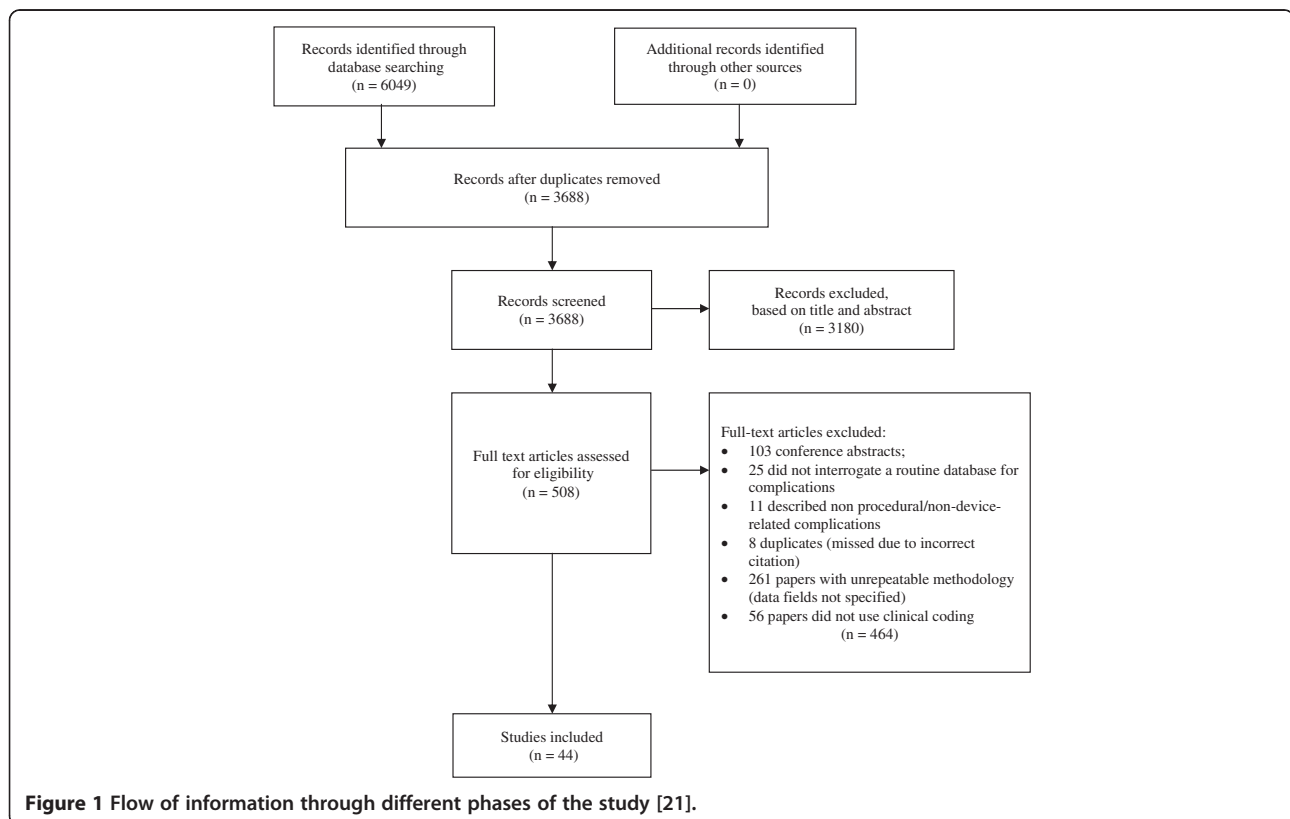 Records identified through
database searching
(n = 6049)
Additional records identified
through other sources
(n = 0)
Records after duplicates removed
(n = 3688)
Records screened
(n = 3688)
Records excluded,
based on title and abstract
(n = 3180)
Full text articles assessed
for eligibility
(n = 508)
Full-text articles excluded:
• 103 conference abstracts;
• 25 did not interrogate a routine database for
complications
• 11 described non procedural/non-device-
related complications
• 8 duplicates (missed due to incorrect
citation)
• 261 papers with unrepeatable methodology
(data fields not specified)
• 56 papers did not use clinical coding
(n = 464)
Studies included
(n = 44)
Figure 1 Flow of information through different phases of the study [21].